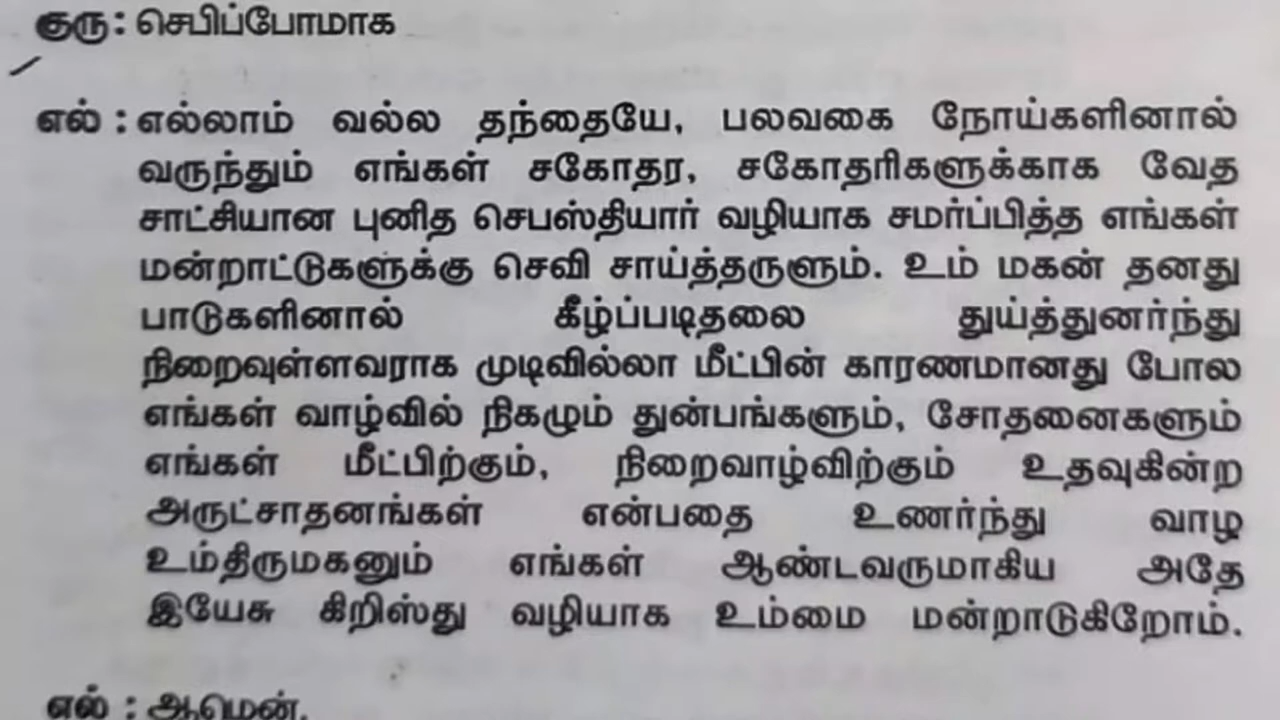 குரு : செபிப்போமாக
எல் : எல்லாம் வல்ல தந்தையே, பலவகை நோய்களினால்
வருந்தும் எங்கள் சகோதர, சகோதரிகளுக்காக வேத
சாட்சியான புனித செபஸ்தியார் வழியாக சமர்ப்பித்த எங்கள்
மன்றாட்டுகளுக்கு செவி சாய்த்தருளும். உம் மகன் தனது
பாடுகளினால் கீழ்ப்படிதலை துய்த்துனர்ந்து
நிறைவுள்ளவராக முடிவில்லா மீட்பின் காரணமானது போல
எங்கள் வாழ்வில் நிகழும் துன்பங்களும், சோதனைகளும்
எங்கள் மீட்பிற்கும், நிறைவாழ்விற்கும் உதவுகின்ற
அருட்சாதனங்கள் என்பதை உணர்ந்து வாழ
உம்திருமகனும் எங்கள் ஆண்டவருமாகிய அதே
இயேசு கிறிஸ்து வழியாக உம்மை மன்றாடுகிறோம்.
எல் : ஆமென்.